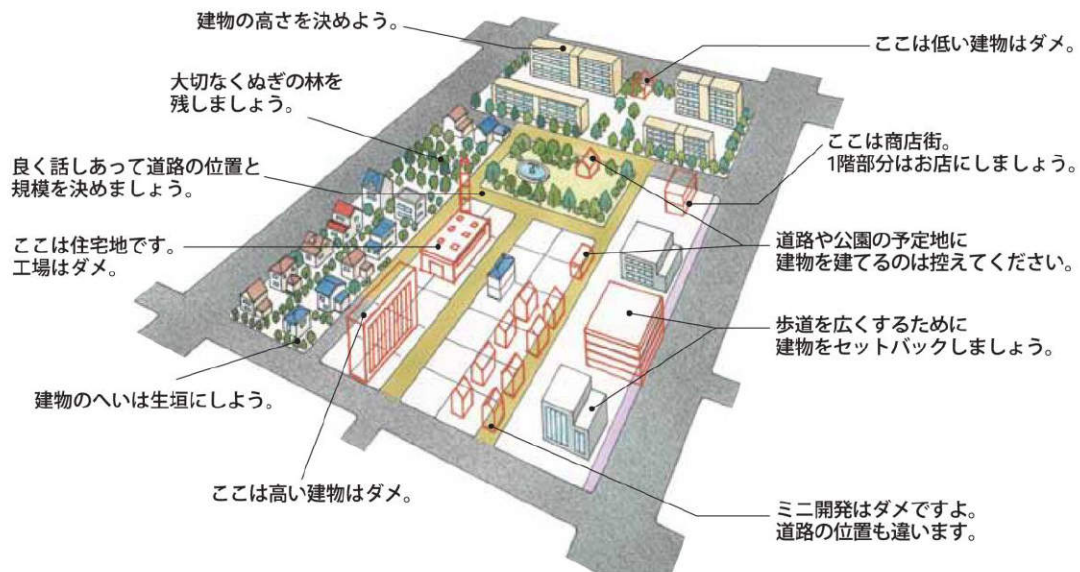 建物の高さを決めよう。
ここは低い建物はダメ。
大切なくぬぎの林を
残しましょう。
ここは商店街。
1階部分はお店にしましょう。
良く話しあって道路の位置と
規模を決めましょう。
ここは住宅地です。
工場はダメ。
道路や公園の予定地に
建物を建てるのは控えてください。
歩道を広くするために
建物をセットバックしましょう。
建物のへいは生垣にしよう。
ここは高い建物はダメ。
ミニ開発はダメですよ。
道路の位置も違います。